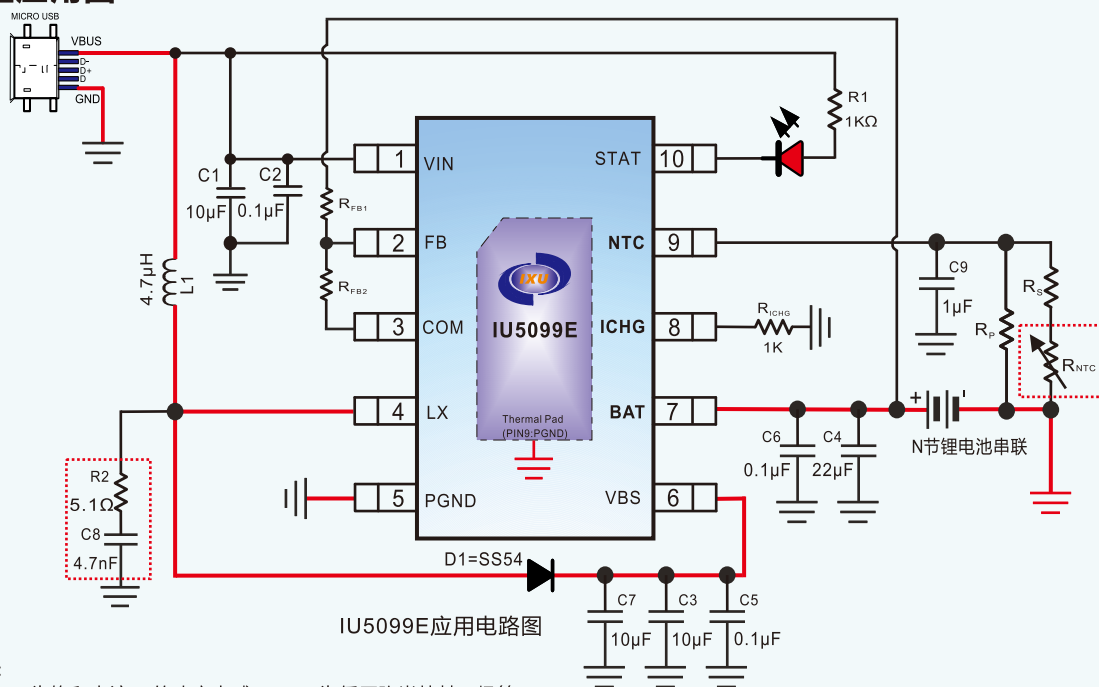 MICRO USB
VBUS
D-
D+
D
GND
R1
1KΩ
C1
10μF
C2
0.1μF
1
VIN
STAT
10
RFB1
2
FB
NTC
9
RFB2
3
COM
ICHG
8
IXU
IU5099E
4
LX
BAT
7
Thermal Pad
(PIN9:PGND)
5
PGND
VBS
6
4.7μH
L1
RICHG
1K
C9
1μF
RS
RP
RNTC
+
-
N节锂电池串联
C6
0.1μF
C4
22μF
R2
5.1Ω
C8
4.7nF
D1=SS54
C7
10μF
C3
10μF
C5
0.1μF
IU5099E应用电路图